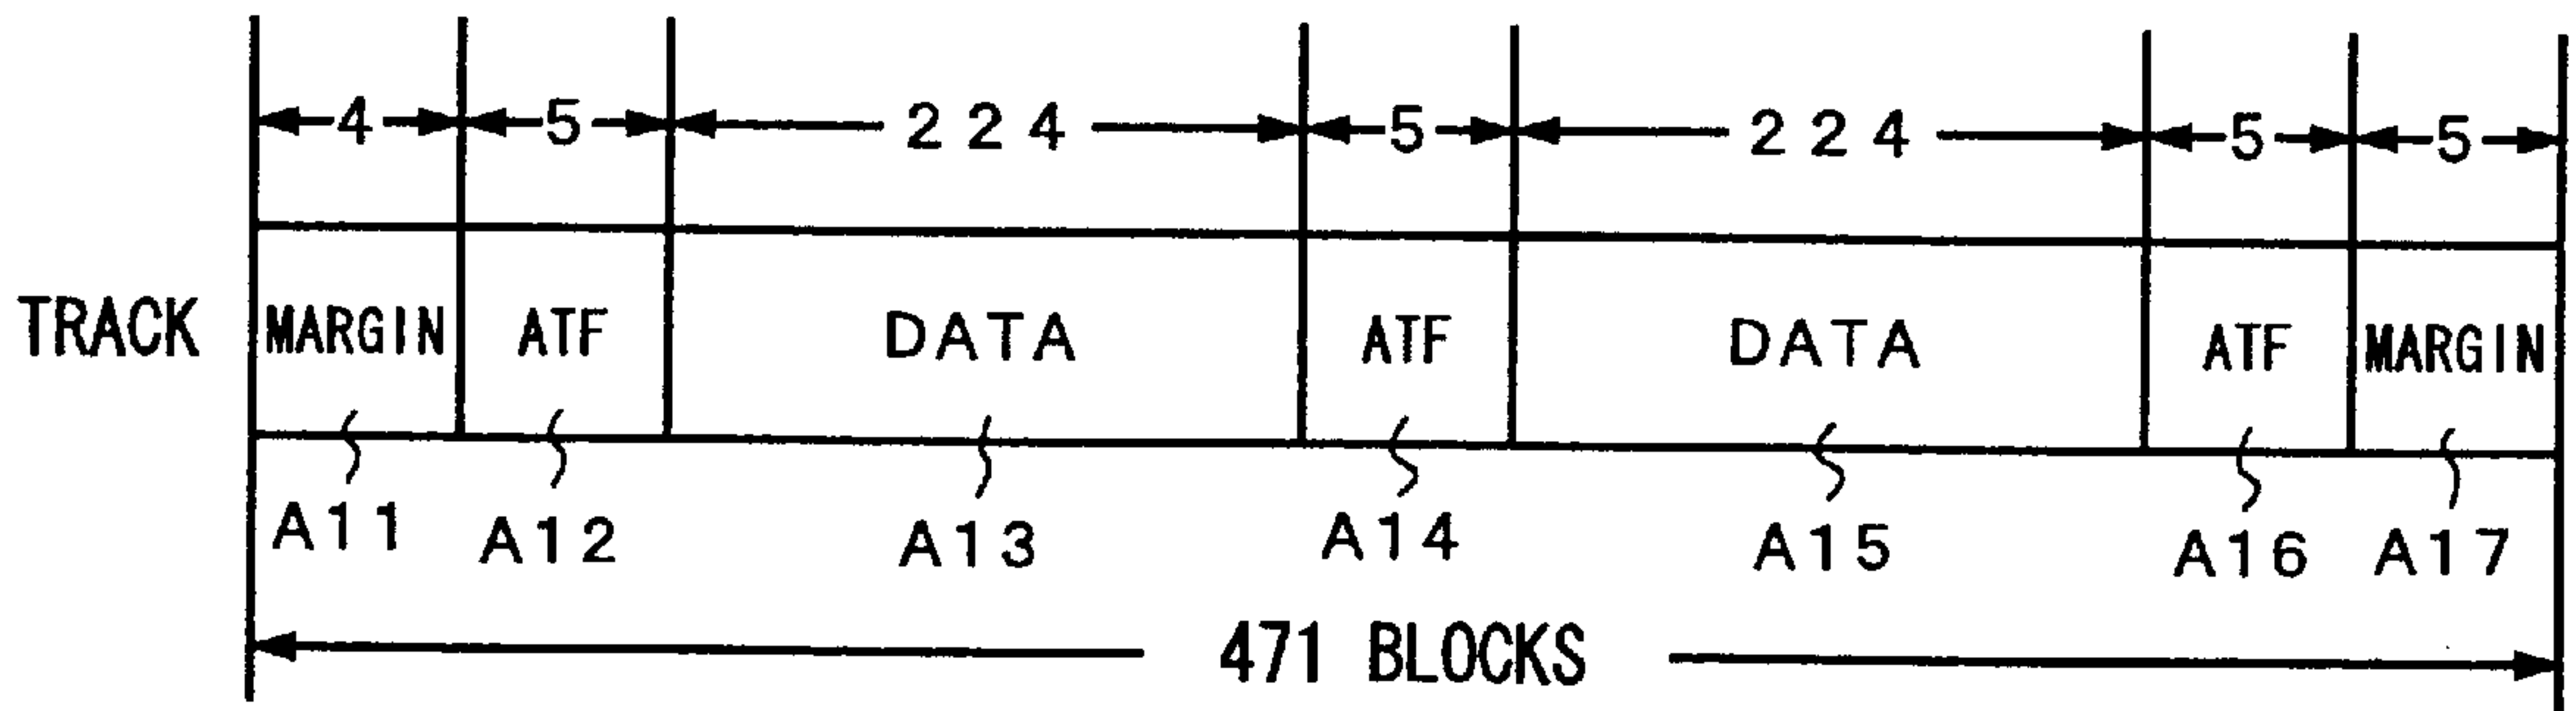 4 5 224 5 224 5 5
TRACK MARGIN ATF DATA ATF DATA ATF MARGIN
A11 A12 A13 A14 A15 A16 A17
471 BLOCKS